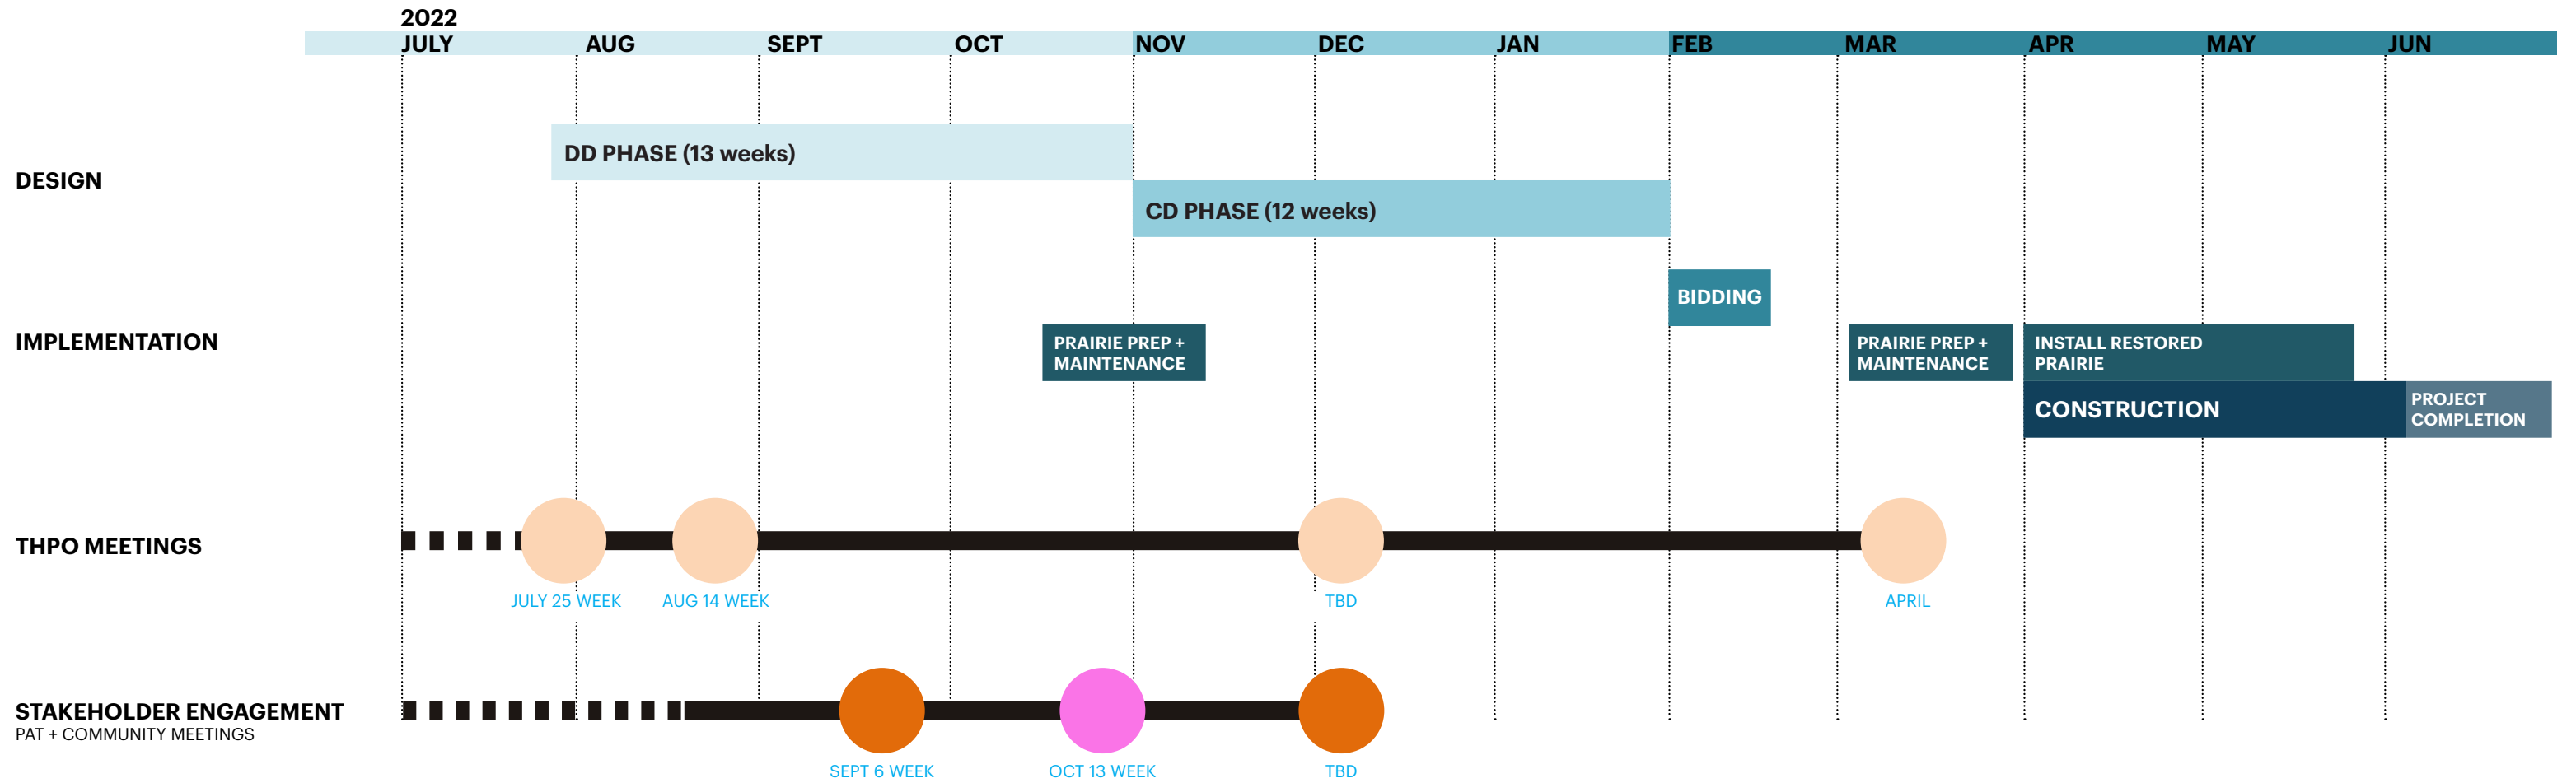 2022
JULY AUG SEPT OCT NOV DEC JAN FEB MAR APR MAY JUN
DESIGN
DD PHASE (13 weeks)
CD PHASE (12 weeks)
IMPLEMENTATION
BIDDING
PRAIRIE PREP +
MAINTENANCE
PRAIRIE PREP +
MAINTENANCE
INSTALL RESTORED
PRAIRIE
CONSTRUCTION
PROJECT
COMPLETION
THPO MEETINGS
JULY 25 WEEK
AUG 14 WEEK
TBD
APRIL
STAKEHOLDER ENGAGEMENT
PAT + COMMUNITY MEETINGS
SEPT 6 WEEK
OCT 13 WEEK
TBD